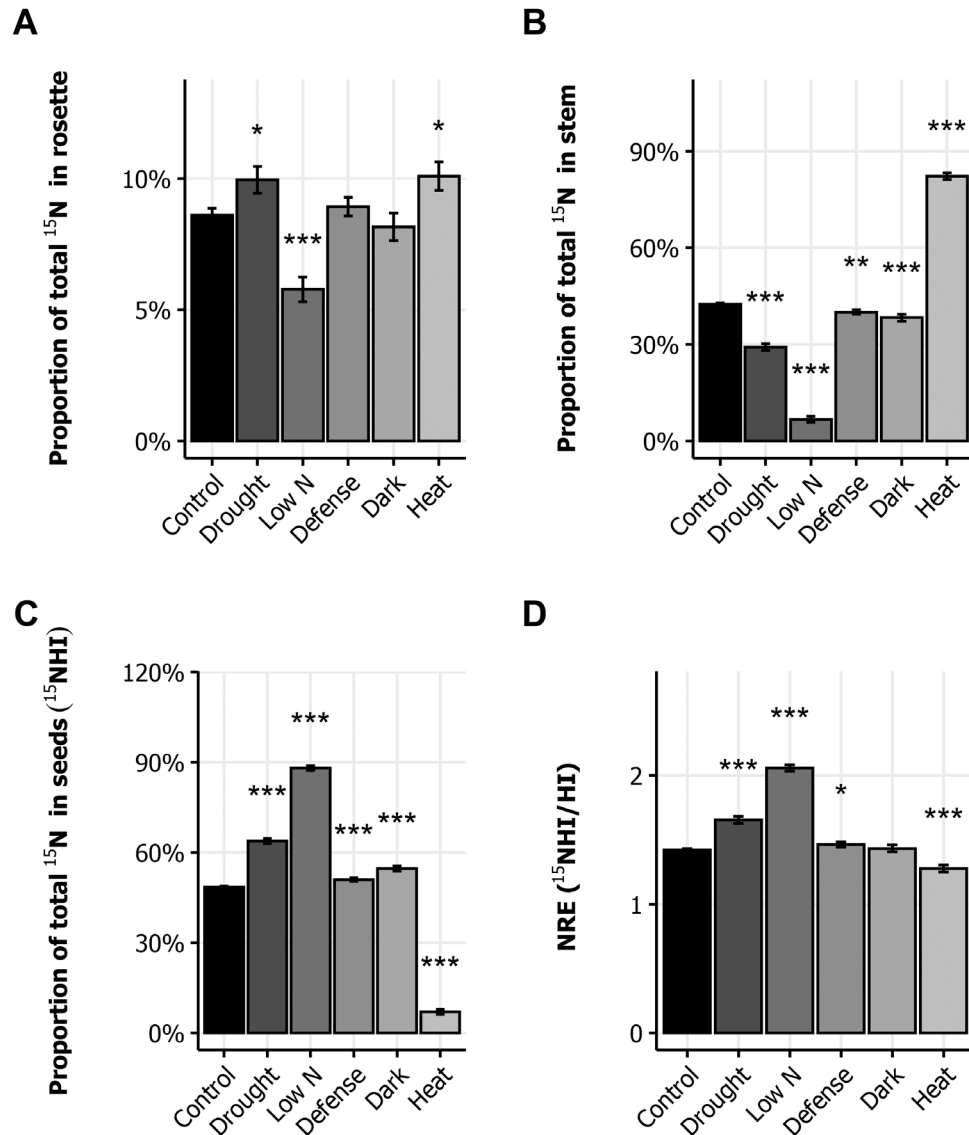 A
Proportion of total ¹⁵N in rosette
10%
5%
0%
*
***
*
Control
Drought
Low N
Defense
Dark
Heat
B
Proportion of total ¹⁵N in stem
90%
60%
30%
0%
***
***
**
***
***
Control
Drought
Low N
Defense
Dark
Heat
C
Proportion of total ¹⁵N in seeds (¹⁵NHI)
120%
90%
60%
30%
0%
***
***
***
***
***
Control
Drought
Low N
Defense
Dark
Heat
D
NRE (¹⁵NHI/HI)
2
1
0
***
***
*
***
Control
Drought
Low N
Defense
Dark
Heat